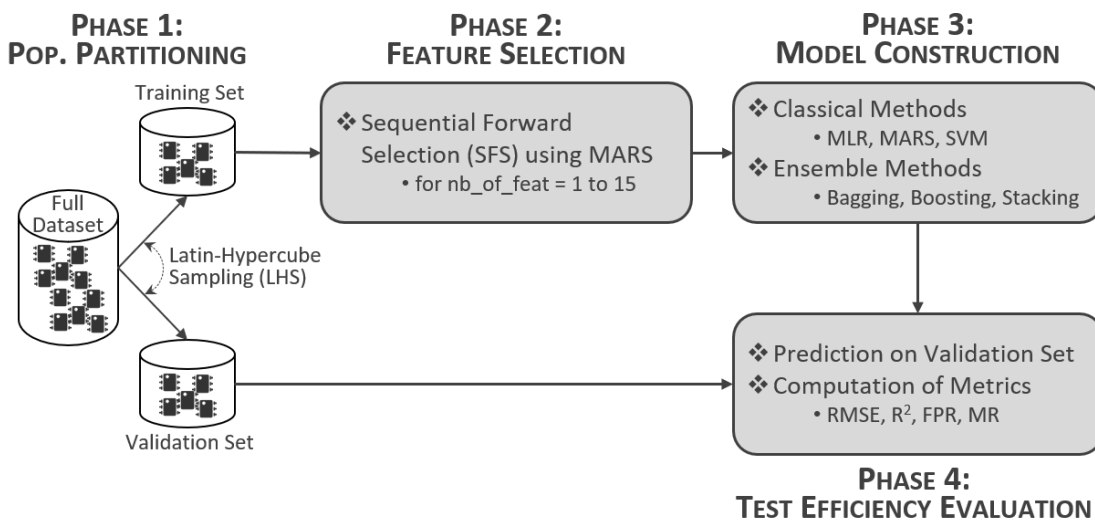 PHASE 1:
POP. PARTITIONING
PHASE 2:
FEATURE SELECTION
PHASE 3:
MODEL CONSTRUCTION
Training Set
Full
Dataset
Latin-Hypercube
Sampling (LHS)
Validation Set
❖ Sequential Forward
Selection (SFS) using MARS
• for nb_of_feat = 1 to 15
❖ Classical Methods
• MLR, MARS, SVM
❖ Ensemble Methods
• Bagging, Boosting, Stacking
❖ Prediction on Validation Set
❖ Computation of Metrics
• RMSE, R², FPR, MR
PHASE 4:
TEST EFFICIENCY EVALUATION